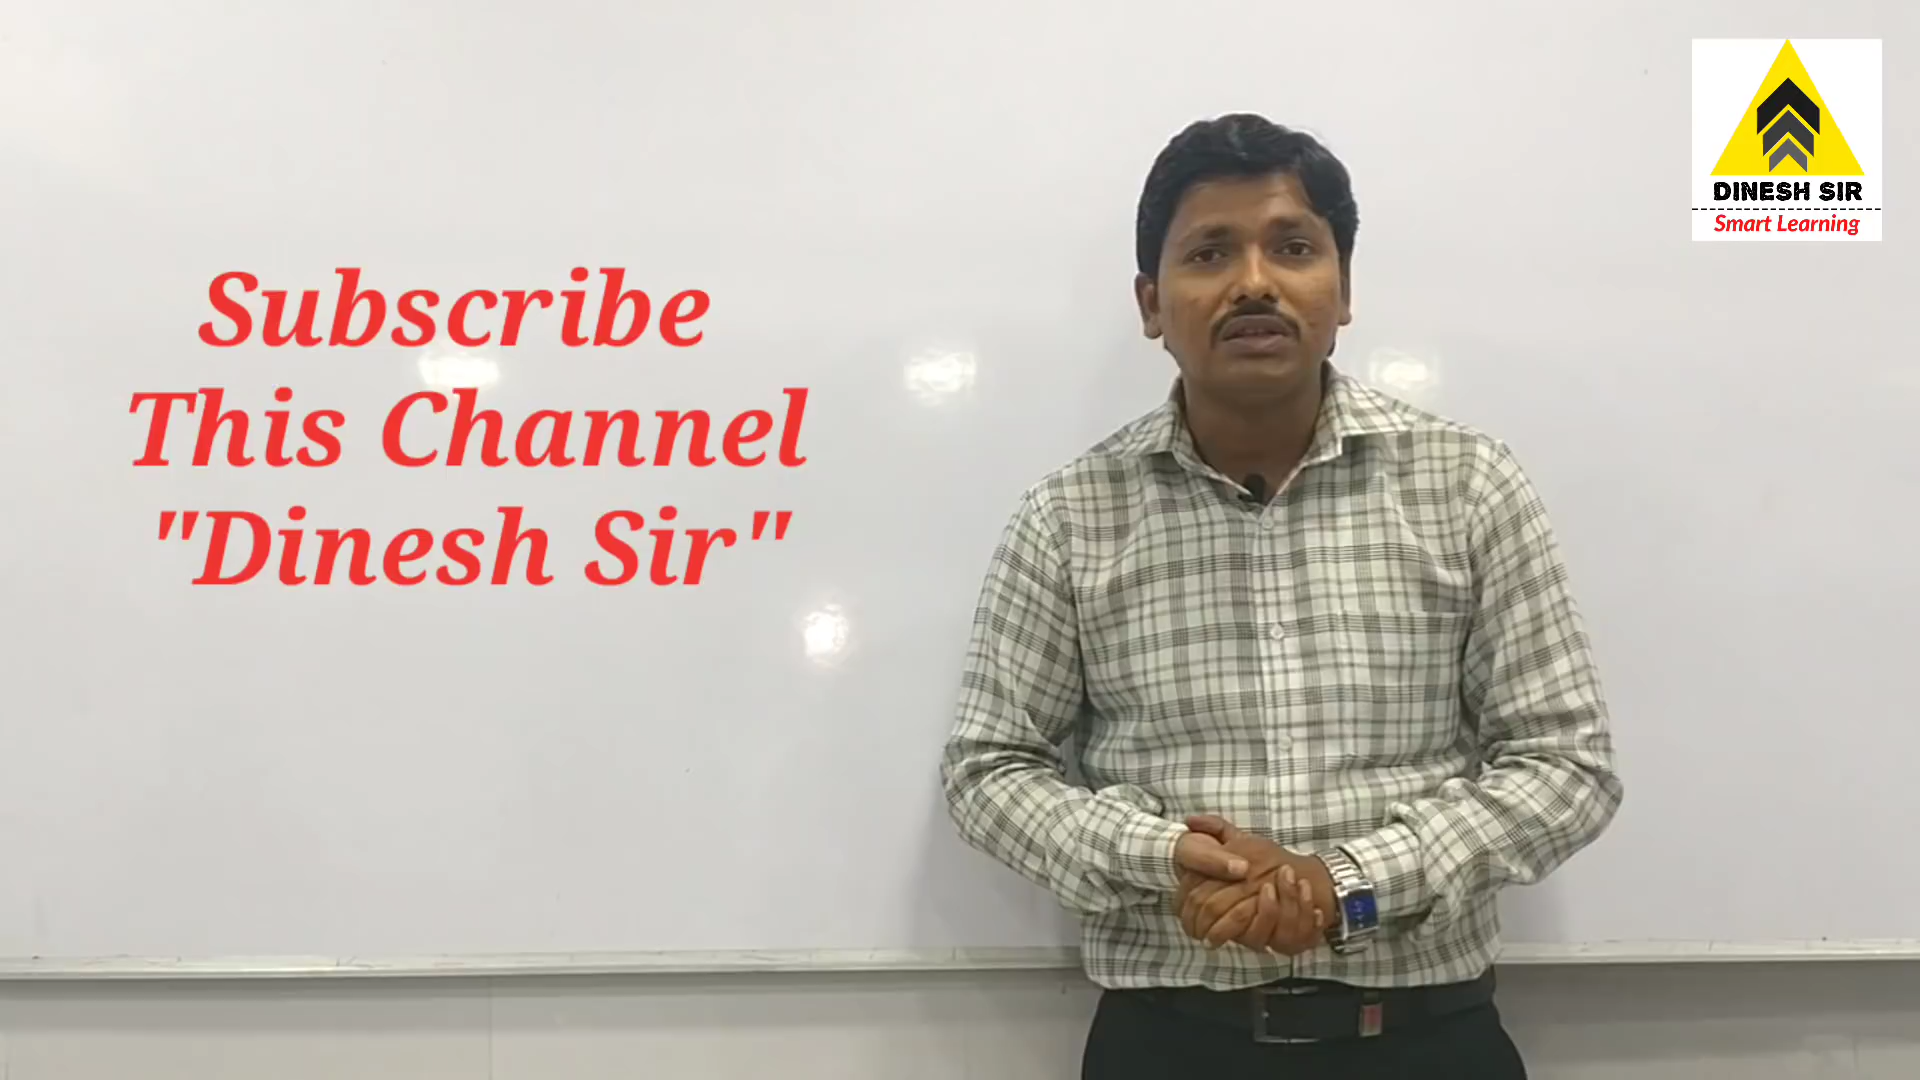 Subscribe
This Channel
"Dinesh Sir"
DINESH SIR
Smart Learning